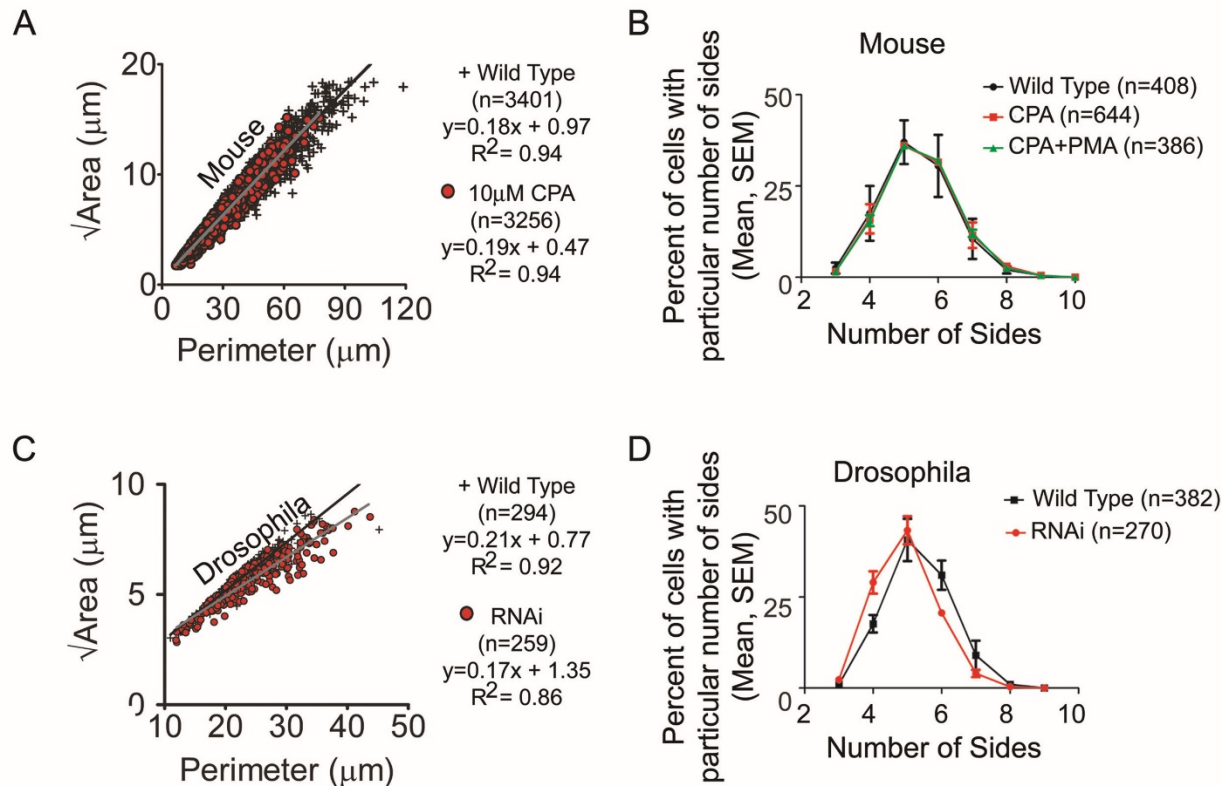 A
√Area (μm)
20
10
0
Mouse
0 30 60 90 120
Perimeter (μm)
+ Wild Type
(n=3401)
y=0.18x + 0.97
R²= 0.94
10μM CPA
(n=3256)
y=0.19x + 0.47
R²= 0.94
B
Mouse
Percent of cells with
particular number of sides
(Mean, SEM)
50
25
0
2 4 6 8 10
Number of Sides
Wild Type (n=408)
CPA (n=644)
CPA+PMA (n=386)
C
√Area (μm)
10
5
0
Drosophila
10 20 30 40 50
Perimeter (μm)
+ Wild Type
(n=294)
y=0.21x + 0.77
R²= 0.92
RNAi
(n=259)
y=0.17x + 1.35
R²= 0.86
D
Drosophila
Percent of cells with
particular number of sides
(Mean, SEM)
50
25
0
2 4 6 8 10
Number of Sides
Wild Type (n=382)
RNAi (n=270)